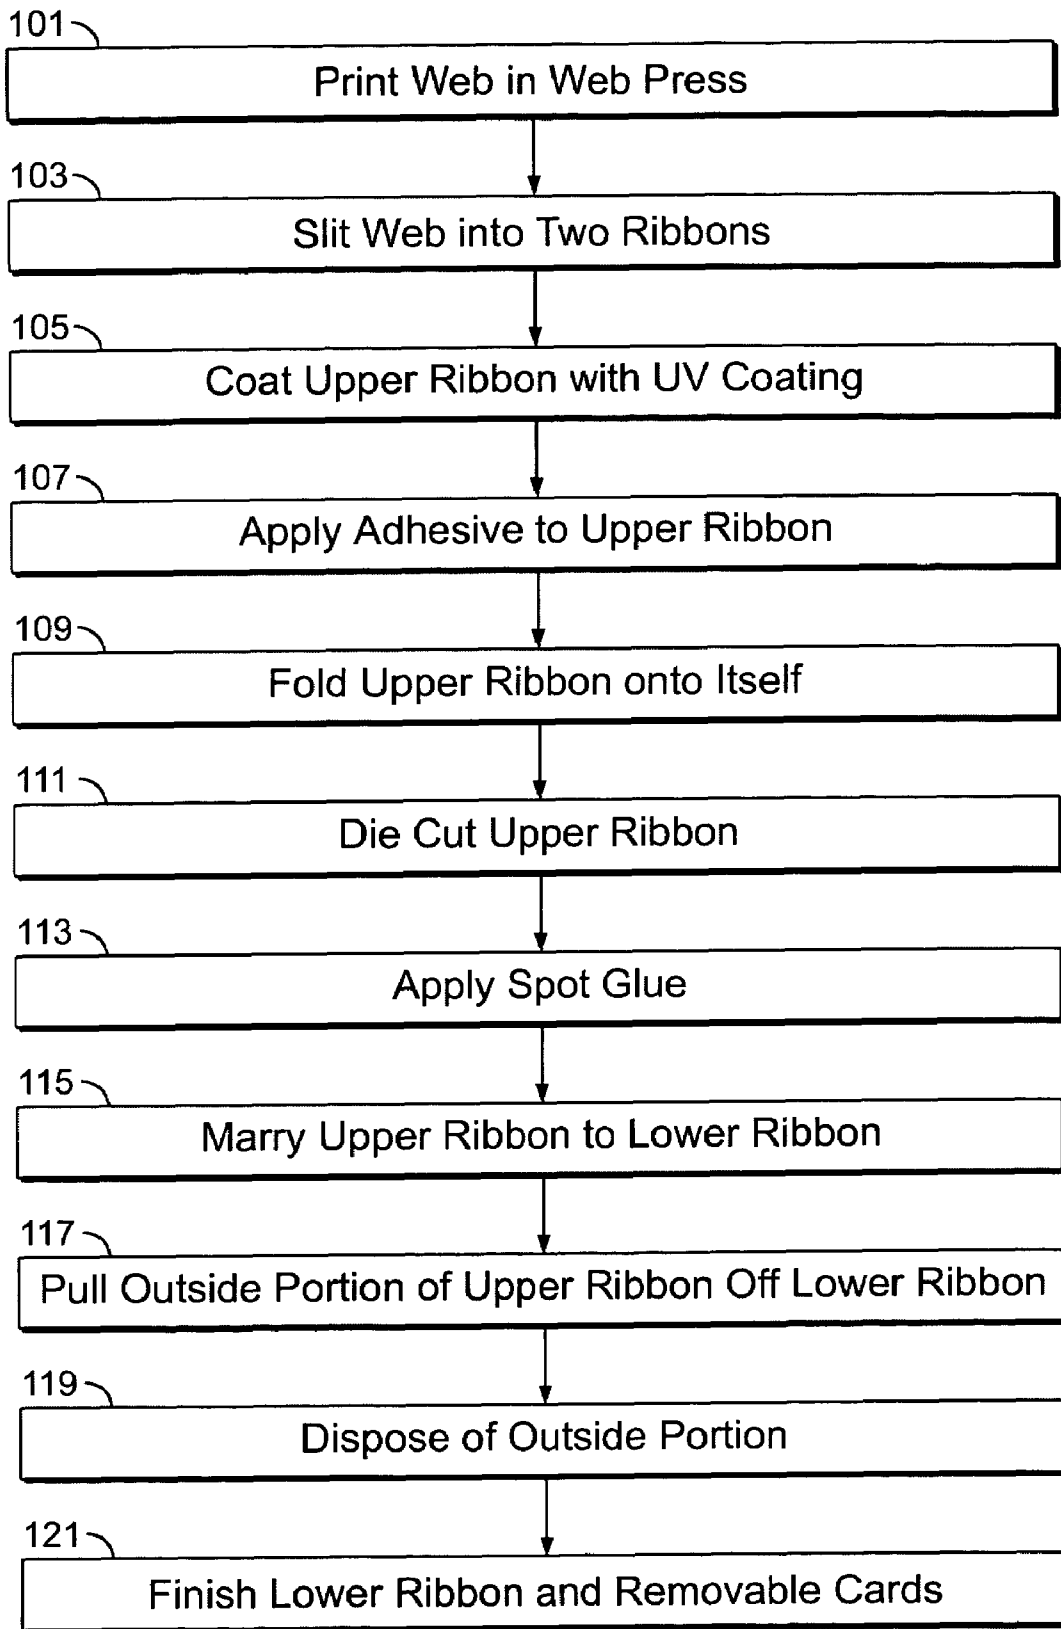 101
Print Web in Web Press
103
Slit Web into Two Ribbons
105
Coat Upper Ribbon with UV Coating
107
Apply Adhesive to Upper Ribbon
109
Fold Upper Ribbon onto Itself
111
Die Cut Upper Ribbon
113
Apply Spot Glue
115
Marry Upper Ribbon to Lower Ribbon
117
Pull Outside Portion of Upper Ribbon Off Lower Ribbon
119
Dispose of Outside Portion
121
Finish Lower Ribbon and Removable Cards